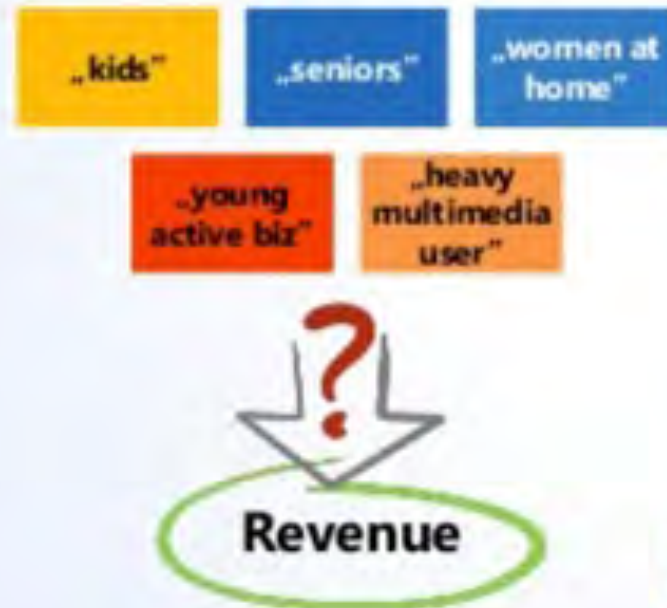 „kids”
„seniors”
„women at
home”
„young
active biz”
„heavy
multimedia
user”
?
Revenue